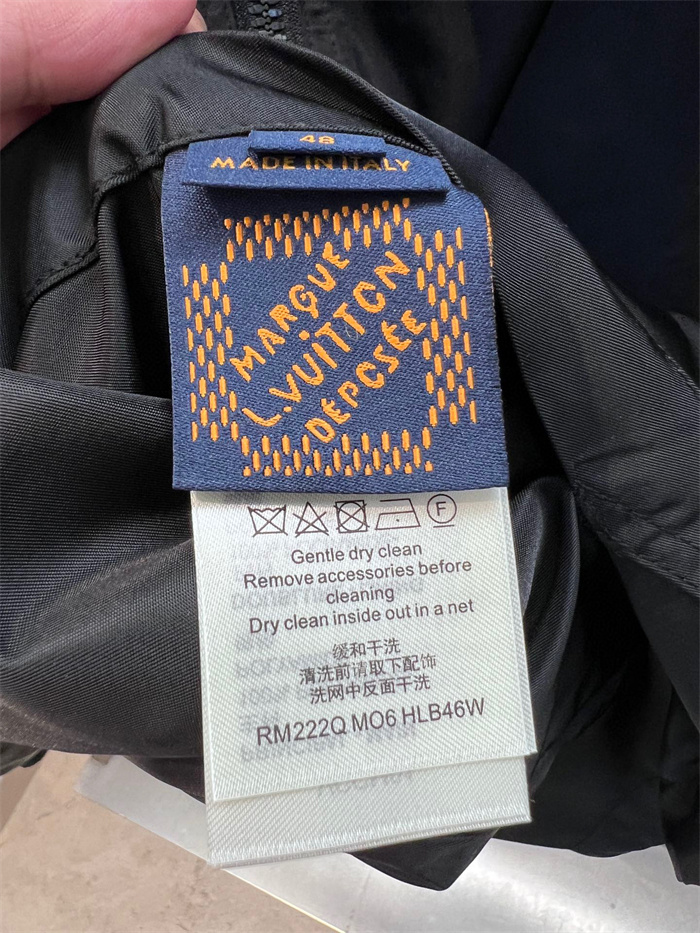 48
MADE IN ITALY
MARQUE
L.VUITTON
DÉPOSÉE
F
Gentle dry clean
Remove accessories before
cleaning
Dry clean inside out in a net
缓和干洗
清洗前请取下配饰
洗网中反面干洗
RM222Q MO6 HLB46W